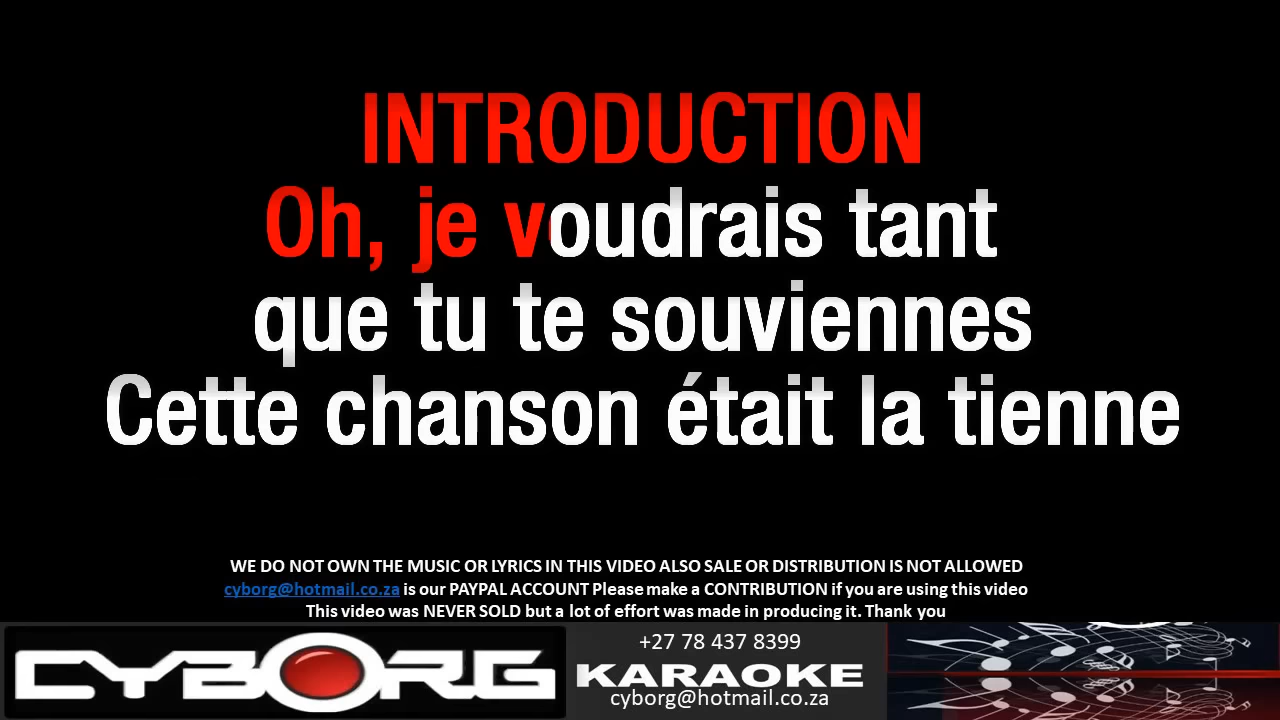 INTRODUCTION
Oh, je voudrais tant
que tu te souviennes
Cette chanson était la tienne
WE DO NOT OWN THE MUSIC OR LYRICS IN THIS VIDEO ALSO SALE OR DISTRIBUTION IS NOT ALLOWED
cyborg@hotmail.co.za is our PAYPAL ACCOUNT Please make a CONTRIBUTION if you are using this video
This video was NEVER SOLD but a lot of effort was made in producing it. Thank you
CYBORG
+27 78 437 8399
KARAOKE
cyborg@hotmail.co.za